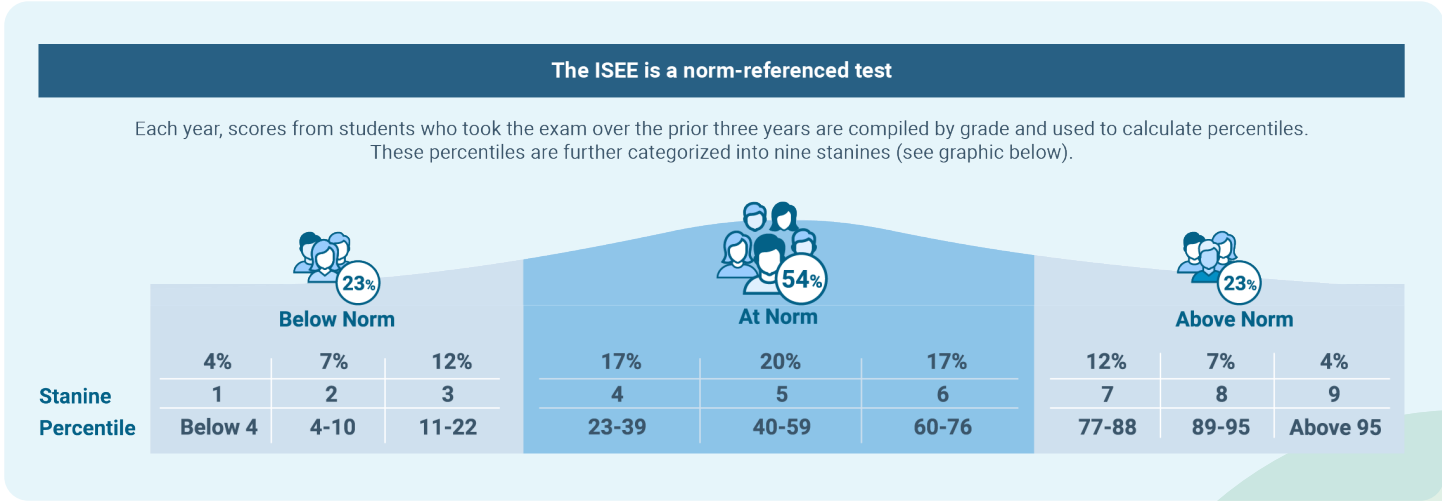 The ISEE is a norm-referenced test
Each year, scores from students who took the exam over the prior three years are compiled by grade and used to calculate percentiles.
These percentiles are further categorized into nine stanines (see graphic below).
23% 54% 23%
Below Norm At Norm Above Norm
4% 7% 12% 17% 20% 17% 12% 7% 4%
Stanine 1 2 3 4 5 6 7 8 9
Percentile Below 4 4-10 11-22 23-39 40-59 60-76 77-88 89-95 Above 95